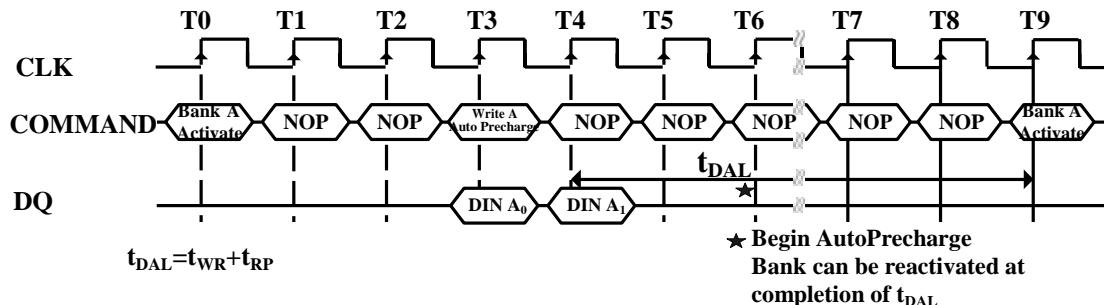 T0 T1 T2 T3 T4 T5 T6 T7 T8 T9
CLK
COMMAND
Bank A Activate
NOP
NOP
Write A Auto Precharge
NOP
NOP
NOP
NOP
NOP
Bank A Activate
tDAL
DQ
DIN A0
DIN A1
tDAL=tWR+tRP
★ Begin AutoPrecharge
Bank can be reactivated at
completion of tDAL